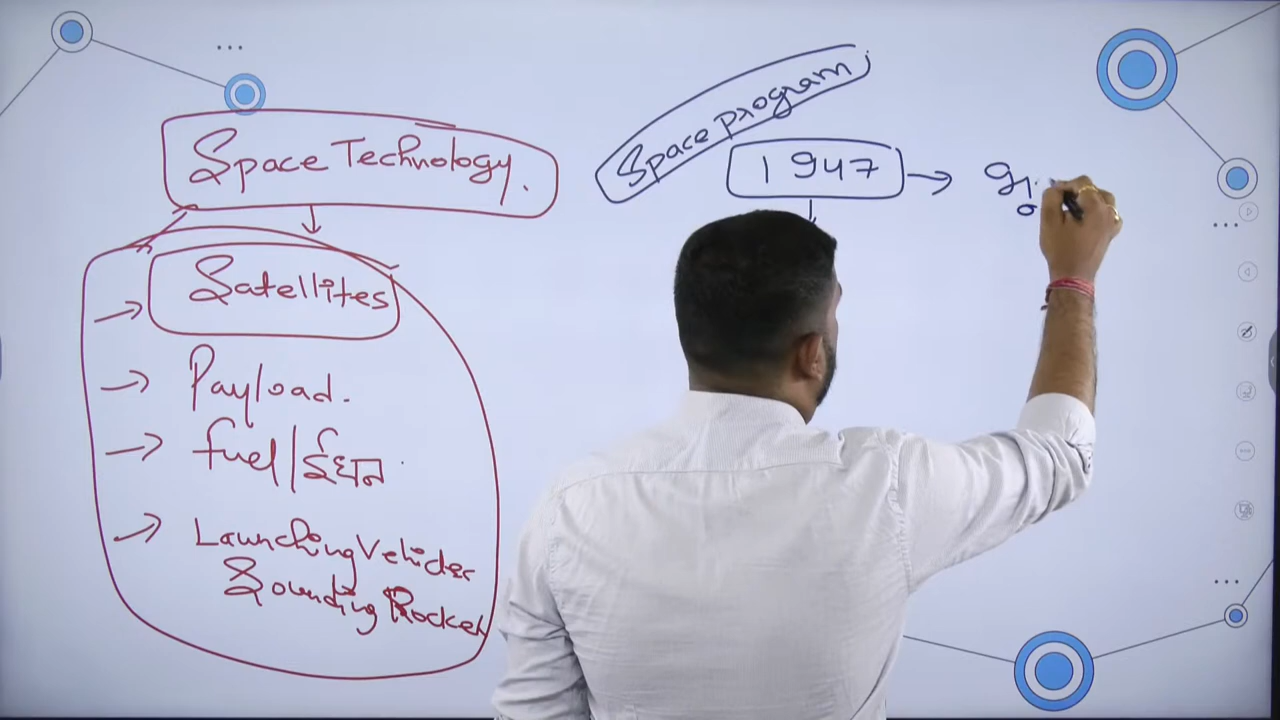 Space Technology.
→ Satellites
→ Payload.
→ fuel/ईंधन
→ Launching Vehicles
Sounding Rocket
Space program
1947 →